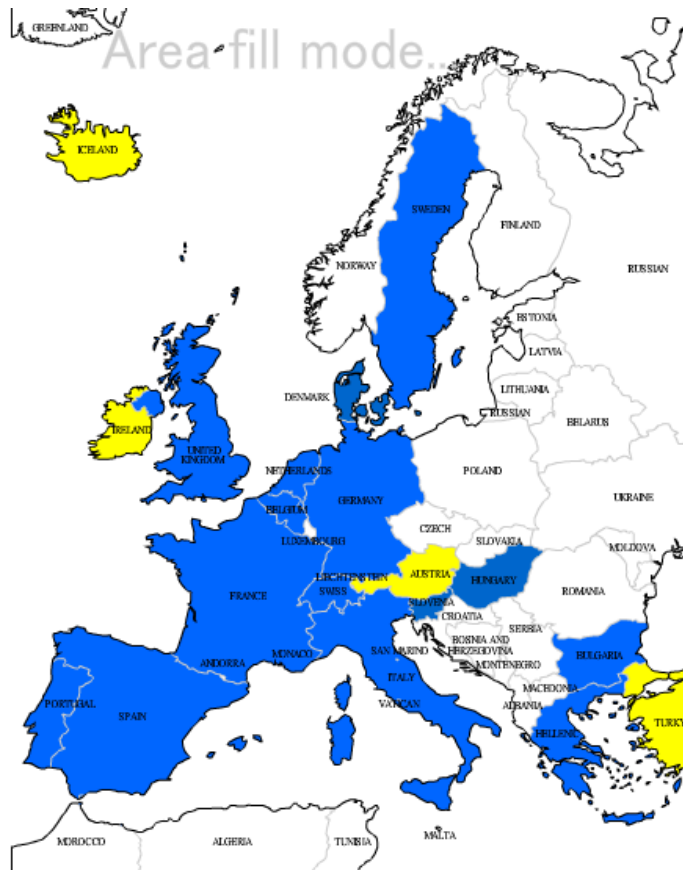 GREENLAND
Area fill mode..
ICELAND
SWEDEN
FINLAND
NORWAY
RUSSIAN
ESTONIA
LATVIA
DENMARK
LITHUANIA
RUSSIAN
BELARUS
IRELAND
UNITED
KINGDOM
NETHERLANDS
POLAND
GERMANY
UKRAINE
BELGIUM
CZECH
LUXEMBOURG
SLOVAKIA
MOLDOVA
LIECHTENSTEIN
AUSTRIA
HUNGARY
SWISS
FRANCE
ROMANIA
SLOVENIA
CROATIA
SERBIA
BOSNIA AND
HERZEGOVINA
SAN MARINO
MONACO
BULGARIA
ANDORRA
MONTENEGRO
ITALY
MACHEDONIA
PORTUGAL
VATICAN
ALBANIA
SPAIN
TURKY
HELLENIC
MALTA
MOROCCO
ALGERIA
TUNISIA